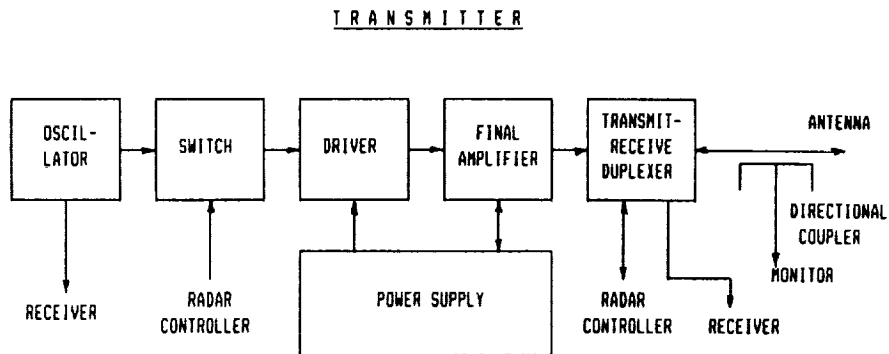 TRANSMITTER
OSCIL-
LATOR
SWITCH
DRIVER
FINAL
AMPLIFIER
TRANSMIT-
RECEIVE
DUPLEXER
ANTENNA
DIRECTIONAL
COUPLER
MONITOR
RECEIVER
RADAR
CONTROLLER
POWER SUPPLY
RADAR
CONTROLLER
RECEIVER